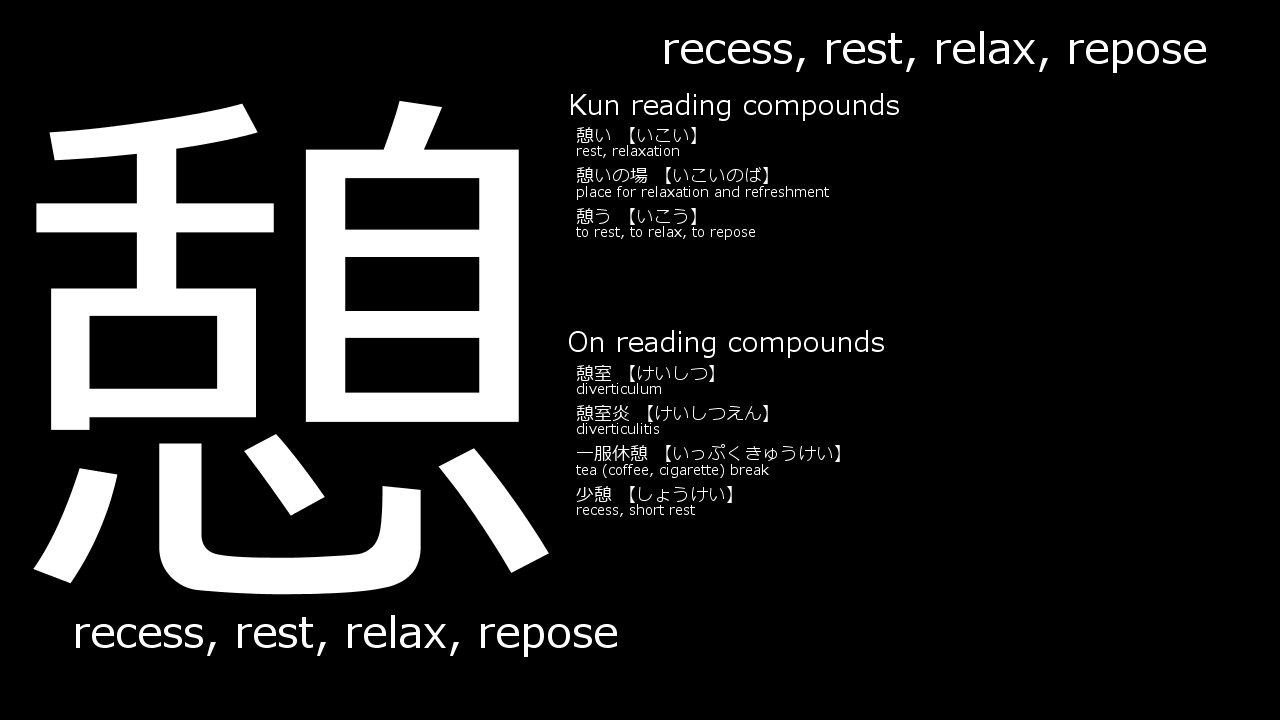 recess, rest, relax, repose
憩
Kun reading compounds
憩い 【いこい】
rest, relaxation
憩いの場 【いこいのば】
place for relaxation and refreshment
憩う 【いこう】
to rest, to relax, to repose
On reading compounds
憩室 【けいしつ】
diverticulum
憩室炎 【けいしつえん】
diverticulitis
一服休憩 【いっぷくきゅうけい】
tea (coffee, cigarette) break
少憩 【しょうけい】
recess, short rest
recess, rest, relax, repose